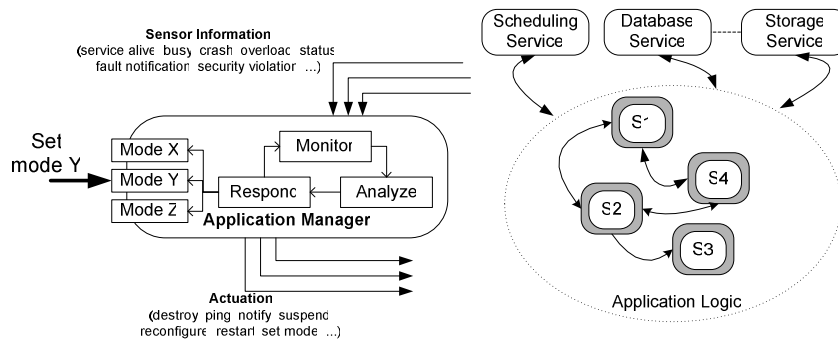 Sensor Information
(service alive, busy, crash, overload, status,
fault notification, security violation, ...)
Set
mode Y
Mode X
Mode Y
Mode Z
Monitor
Respond
Analyze
Application Manager
Actuation
(destroy, ping, notify, suspend,
reconfigure, restart, set mode, ...)
Scheduling
Service
Database
Service
Storage
Service
S1
S4
S2
S3
Application Logic